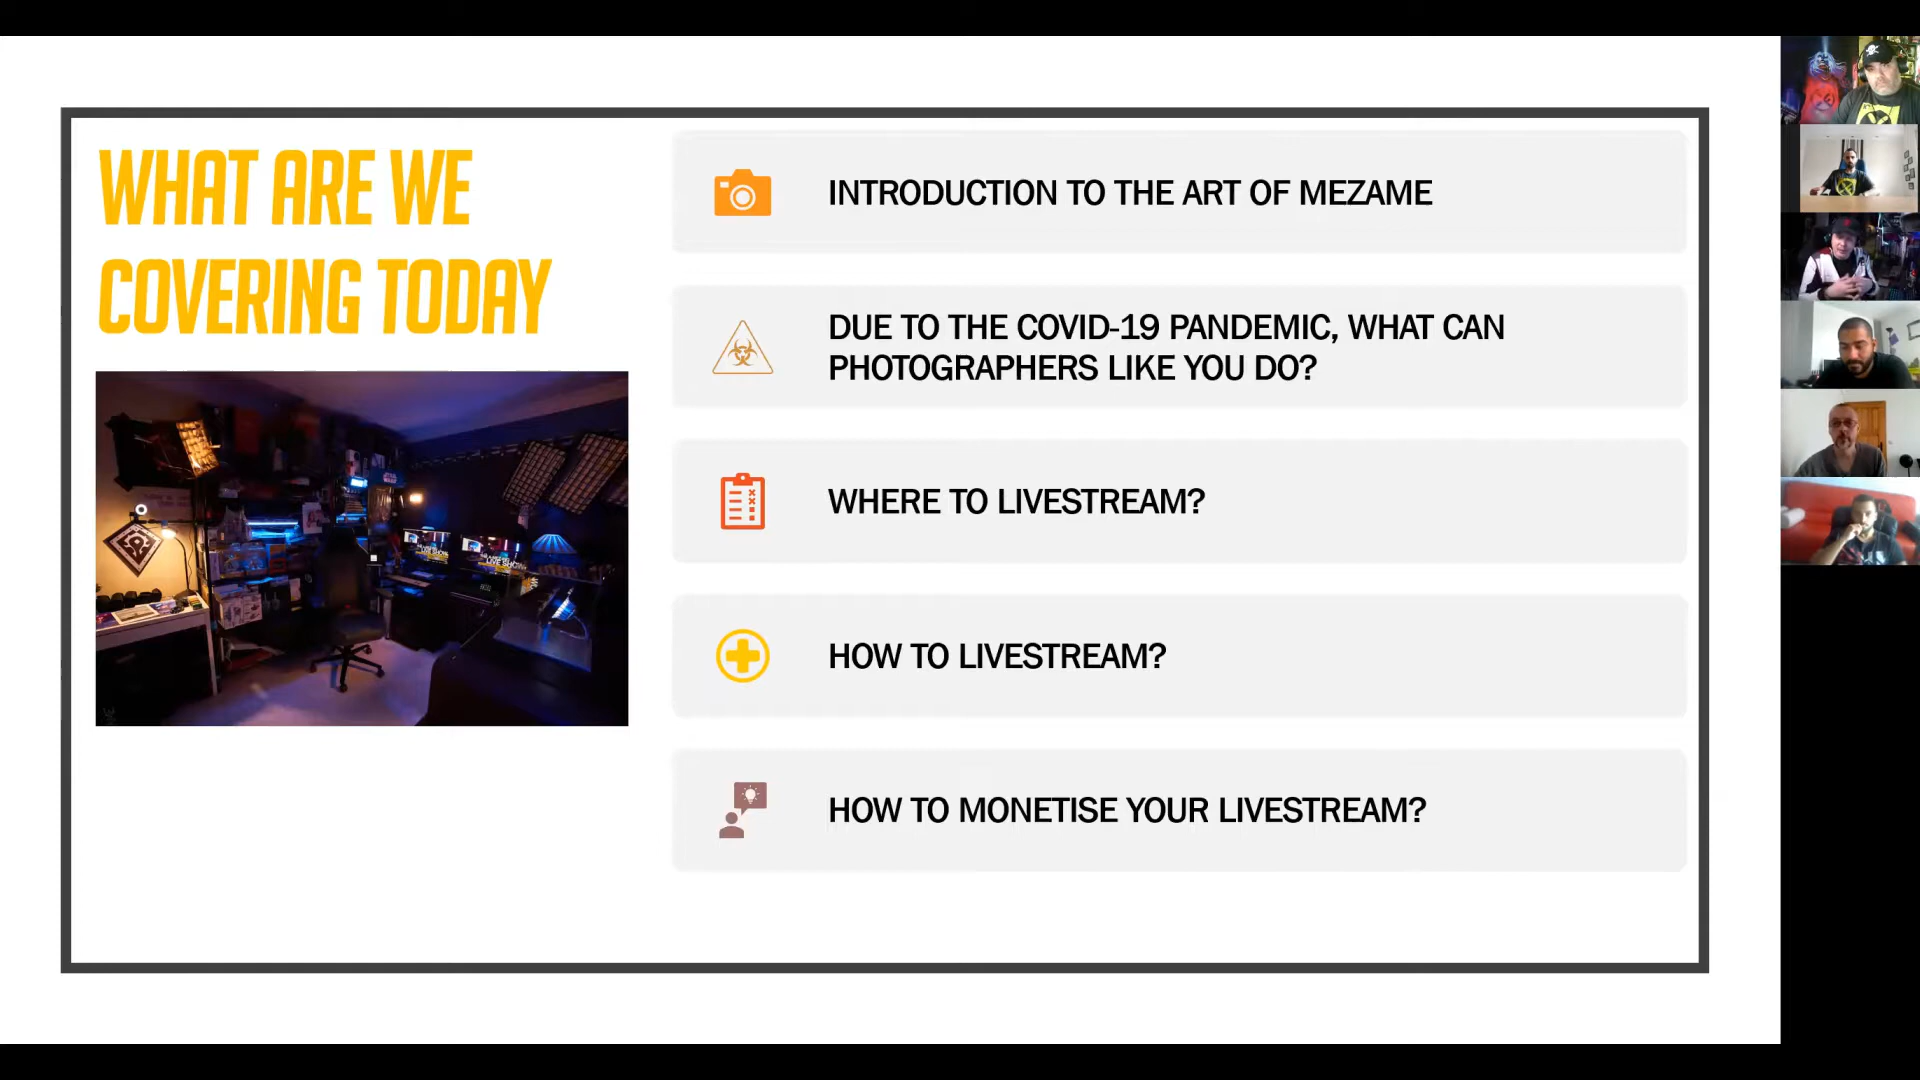 WHAT ARE WE
COVERING TODAY
INTRODUCTION TO THE ART OF MEZAME
DUE TO THE COVID-19 PANDEMIC, WHAT CAN
PHOTOGRAPHERS LIKE YOU DO?
WHERE TO LIVESTREAM?
HOW TO LIVESTREAM?
HOW TO MONETISE YOUR LIVESTREAM?